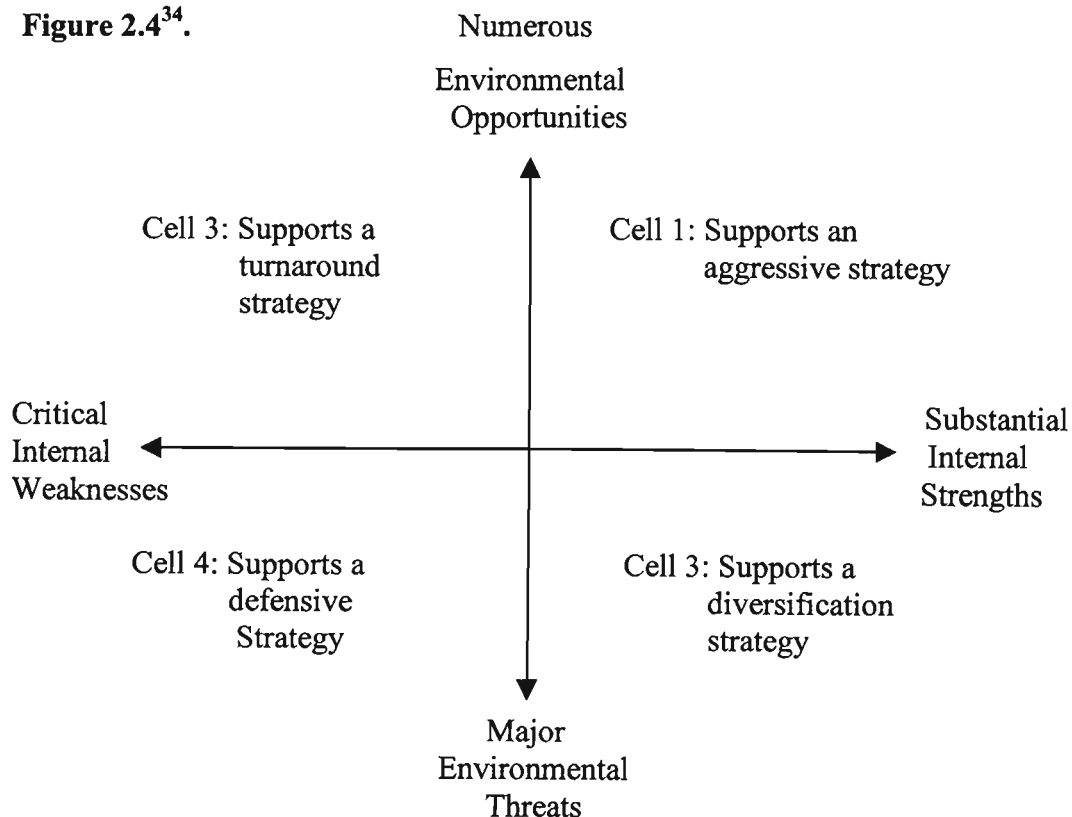 Figure 2.4³⁴.
Numerous
Environmental
Opportunities
Cell 3: Supports a
turnaround
strategy
Cell 1: Supports an
aggressive strategy
Critical
Internal
Weaknesses
Substantial
Internal
Strengths
Cell 4: Supports a
defensive
Strategy
Cell 3: Supports a
diversification
strategy
Major
Environmental
Threats